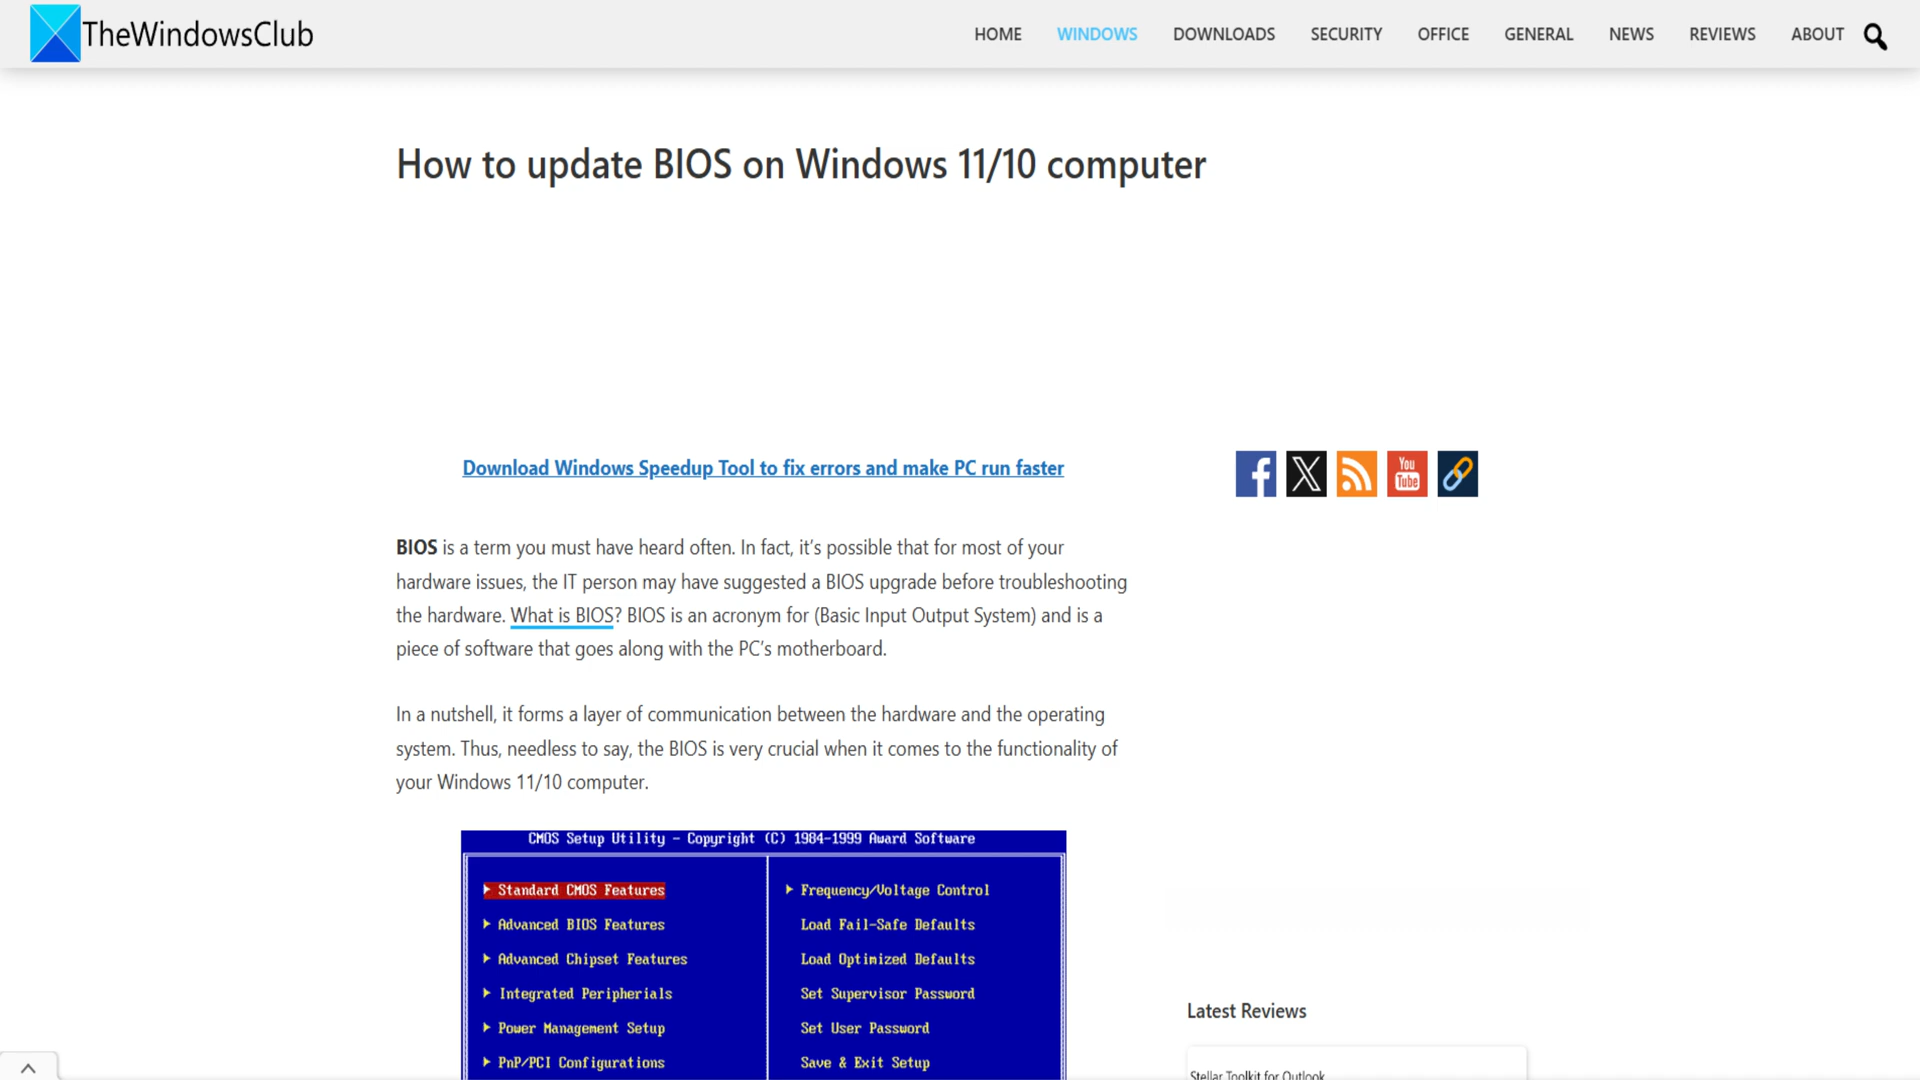 TheWindowsClub
HOME WINDOWS DOWNLOADS SECURITY OFFICE GENERAL NEWS REVIEWS ABOUT
How to update BIOS on Windows 11/10 computer
Download Windows Speedup Tool to fix errors and make PC run faster
You
Tube
BIOS is a term you must have heard often. In fact, it’s possible that for most of your
hardware issues, the IT person may have suggested a BIOS upgrade before troubleshooting
the hardware. What is BIOS? BIOS is an acronym for (Basic Input Output System) and is a
piece of software that goes along with the PC’s motherboard.
In a nutshell, it forms a layer of communication between the hardware and the operating
system. Thus, needless to say, the BIOS is very crucial when it comes to the functionality of
your Windows 11/10 computer.
CMOS Setup Utility - Copyright (C) 1984-1999 Award Software
Standard CMOS Features
Advanced BIOS Features
Advanced Chipset Features
Integrated Peripherials
Power Management Setup
PnP/PCI Configurations
Frequency/Voltage Control
Load Fail-Safe Defaults
Load Optimized Defaults
Set Supervisor Password
Set User Password
Save & Exit Setup
Latest Reviews
Stellar Toolkit for Outlook